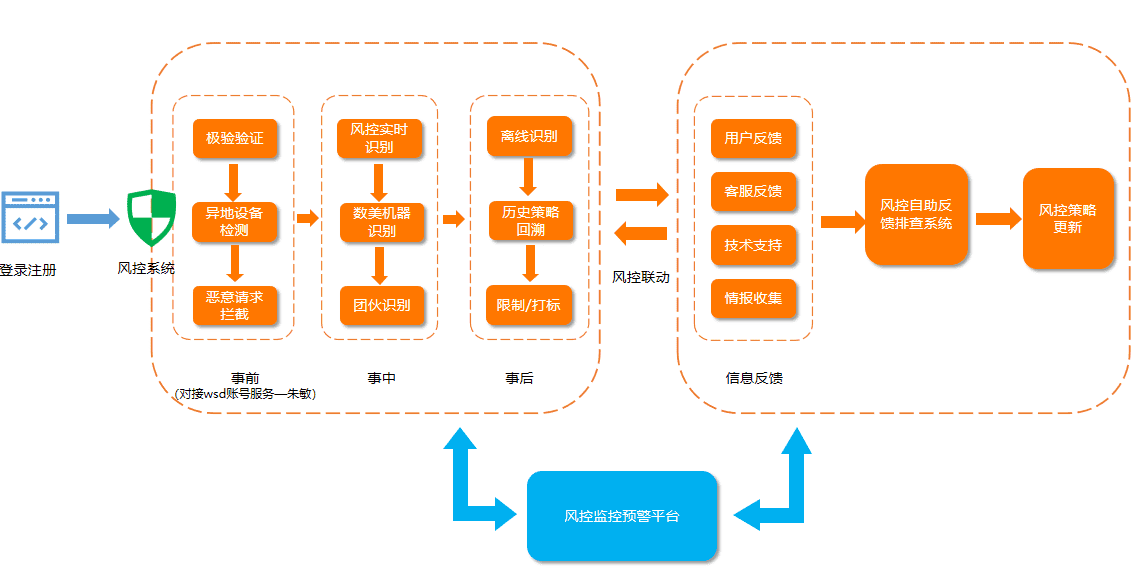 登录注册
风控系统
极验验证
异地设备
检测
恶意请求
拦截
事前
（对接wsd账号服务—朱敏）
风控实时
识别
数美机器
识别
团伙识别
事中
离线识别
历史策略
回溯
限制/打标
事后
风控联动
用户反馈
客服反馈
技术支持
情报收集
信息反馈
风控自助反
馈排查系统
风控策略
更新
风控监控预警平台